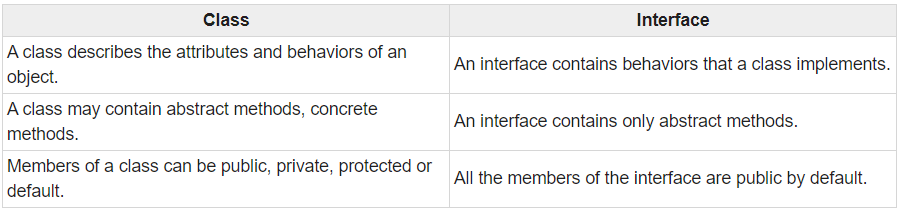 Class
Interface
A class describes the attributes and behaviors of an
object.
An interface contains behaviors that a class implements.
A class may contain abstract methods, concrete
methods.
An interface contains only abstract methods.
Members of a class can be public, private, protected or
default.
All the members of the interface are public by default.